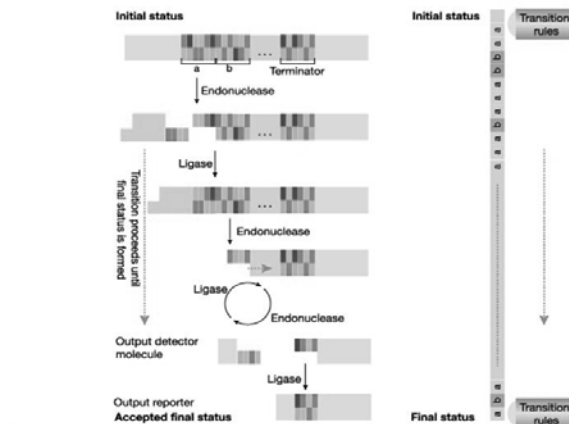 Initial status
a
b
...
Terminator
Endonuclease
...
Ligase
...
Endonuclease
Ligase
Endonuclease
Transition proceeds until
final status is formed
Output detector
molecule
Ligase
Output reporter
Accepted final status
Initial status
Transition
rules
Final status
Transition
rules